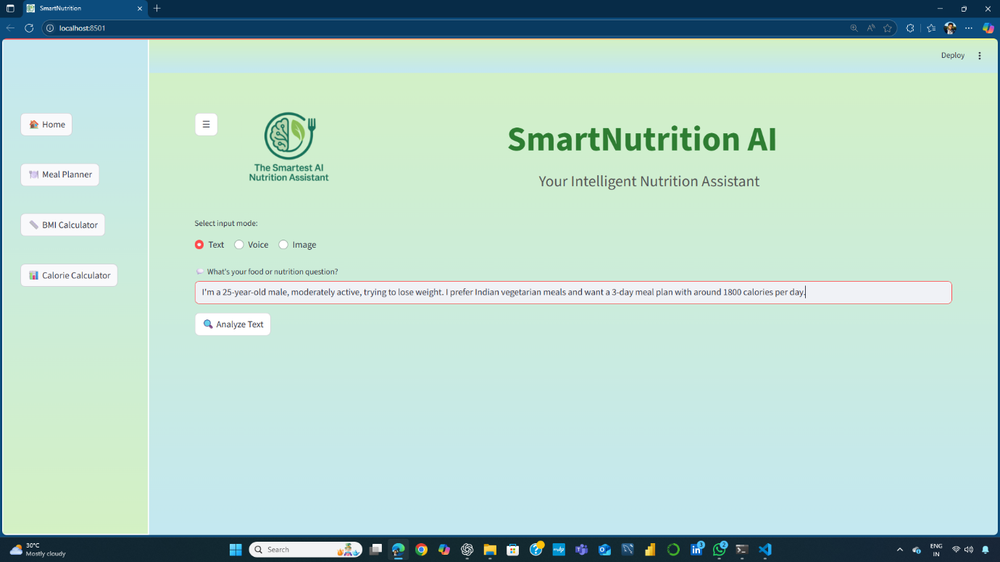 SmartNutrition
localhost:8501
Deploy
Home
Meal Planner
BMI Calculator
Calorie Calculator
The Smartest AI
Nutrition Assistant
SmartNutrition AI
Your Intelligent Nutrition Assistant
Select input mode:
Text Voice Image
What's your food or nutrition question?
I'm a 25-year-old male, moderately active, trying to lose weight. I prefer Indian vegetarian meals and want a 3-day meal plan with around 1800 calories per day.
Analyze Text
30°C
Mostly cloudy
Search
3
2
ENG
IN